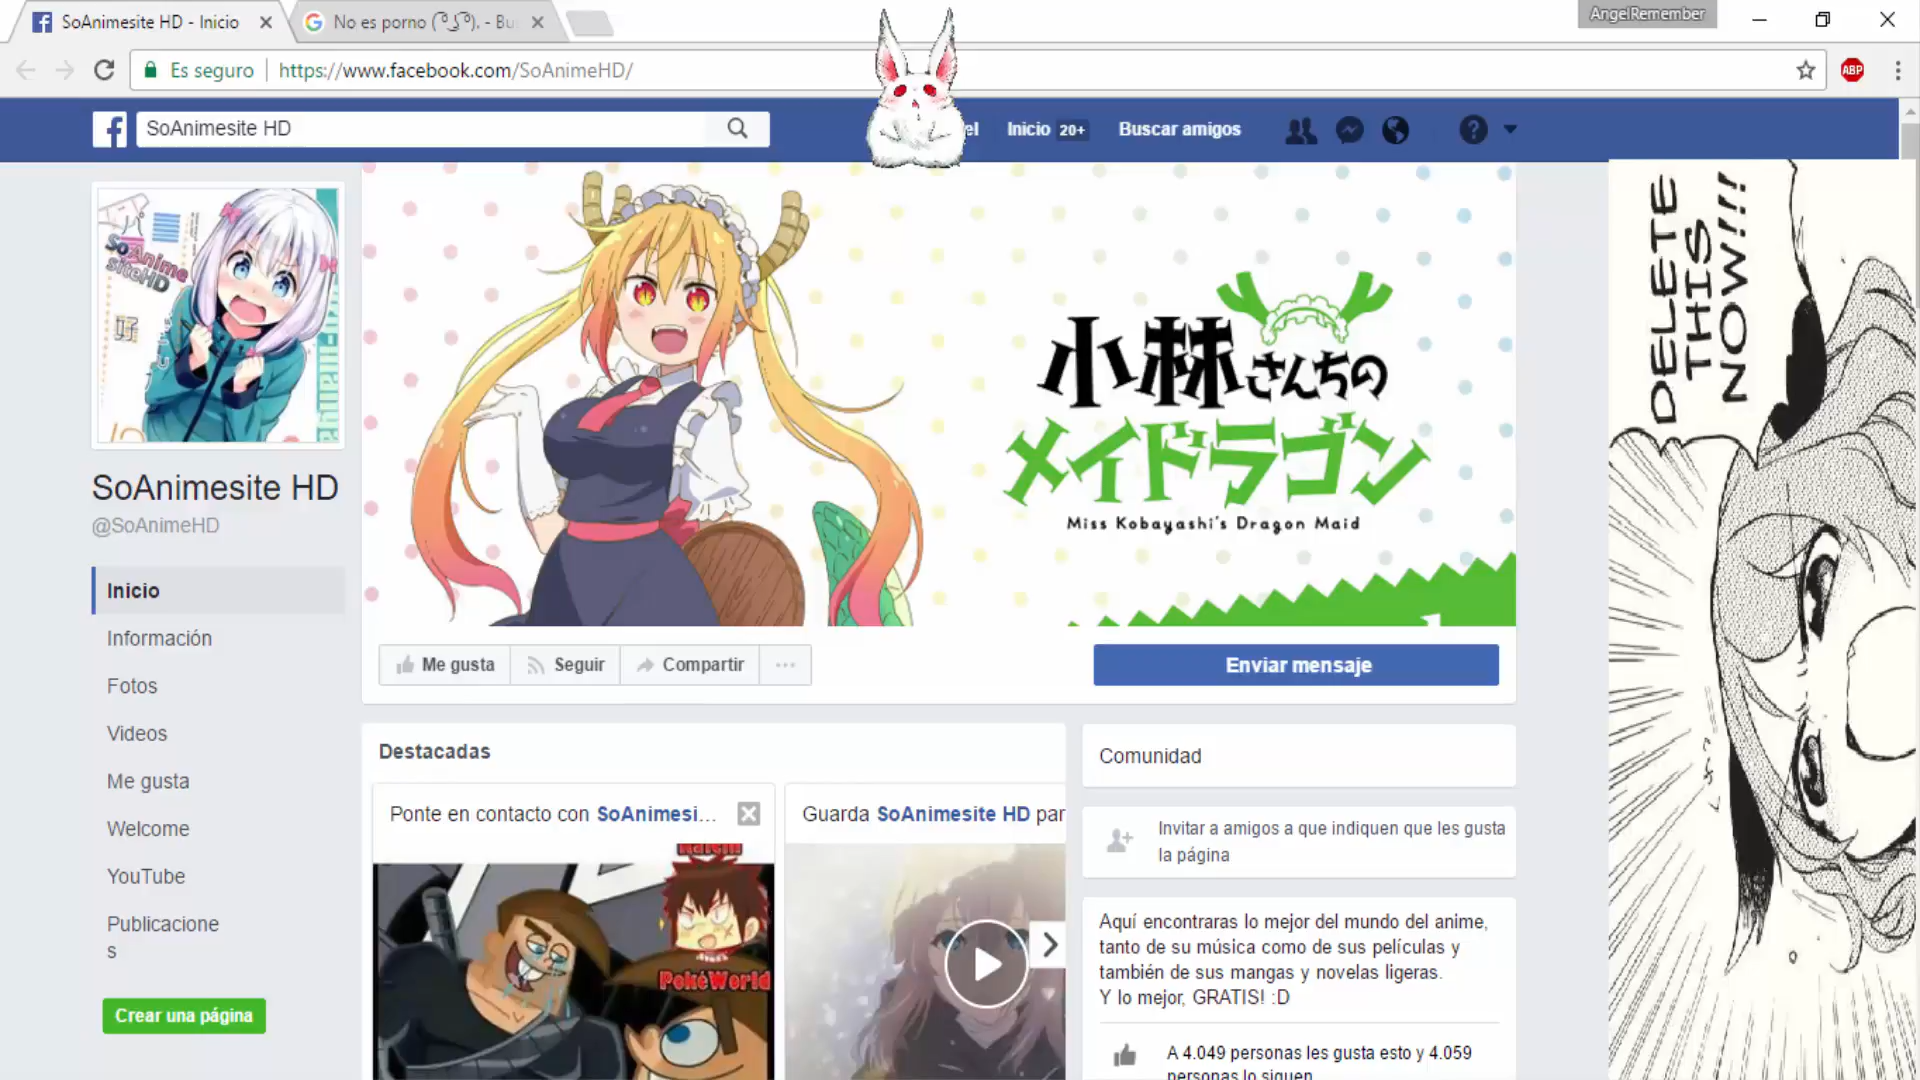 SoAnimesite HD - Inicio
No es porno ( ͡° ͜ʖ ͡°). - Bu
AngelRemember
Es seguro
https://www.facebook.com/SoAnimeHD/
ABP
SoAnimesite HD
el
Inicio 20+
Buscar amigos
So Anime
siteHD
小林さんちの
メイドラゴン
Miss Kobayashi's Dragon Maid
DELETE
THIS
NOW!!!
SoAnimesite HD
@SoAnimeHD
Inicio
Información
Fotos
Videos
Me gusta
Welcome
YouTube
Publicacione
s
Crear una página
Me gusta
Seguir
Compartir
Enviar mensaje
Destacadas
Ponte en contacto con SoAnimesi...
PokéWorld
Guarda SoAnimesite HD par
Comunidad
Invitar a amigos a que indiquen que les gusta
la página
Aquí encontraras lo mejor del mundo del anime,
tanto de su música como de sus películas y
también de sus mangas y novelas ligeras.
Y lo mejor, GRATIS! :D
A 4.049 personas les gusta esto y 4.059
personas lo siguen